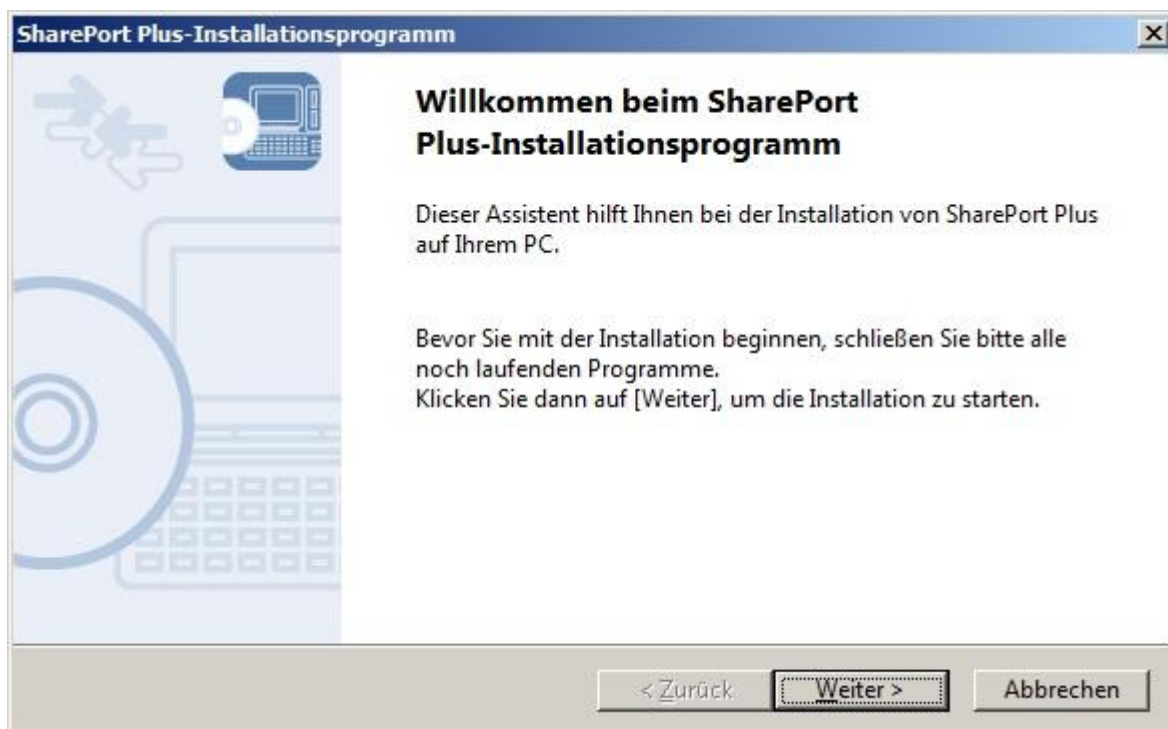 SharePort Plus-Installationsprogramm
Willkommen beim SharePort
Plus-Installationsprogramm
Dieser Assistent hilft Ihnen bei der Installation von SharePort Plus
auf Ihrem PC.
Bevor Sie mit der Installation beginnen, schließen Sie bitte alle
noch laufenden Programme.
Klicken Sie dann auf [Weiter], um die Installation zu starten.
< Zurück
Weiter >
Abbrechen